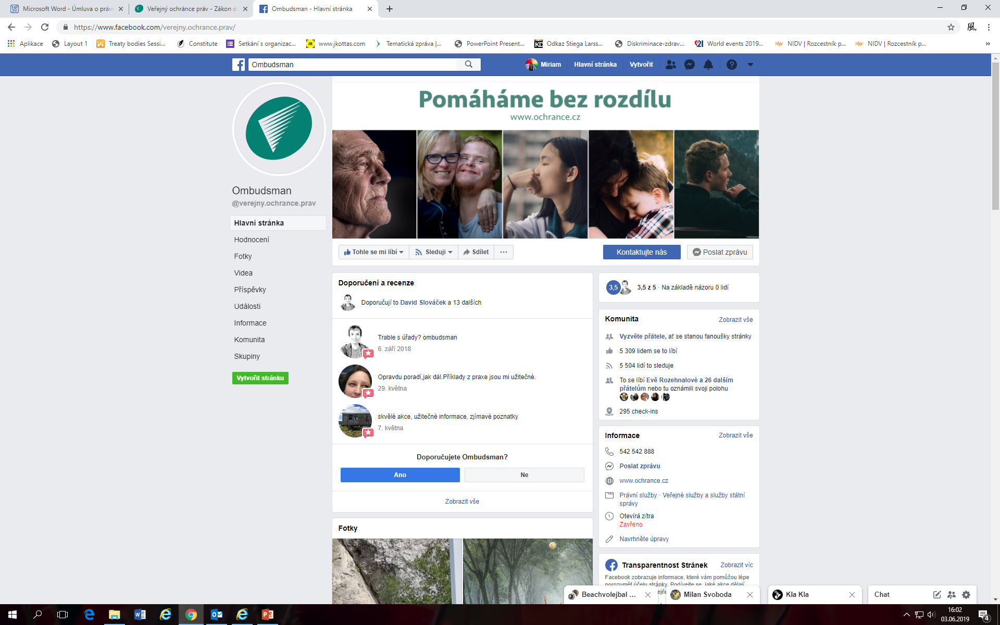 Microsoft Word - Úmluva o práve
Veřejný ochránce práv - Zákon o
Ombudsman - Hlavní stránka
https://www.facebook.com/verejny.ochrance.prav/
Aplikace
Layout 1
Treaty bodies Sessi...
Constitute
Setkání s organizac...
www.jkottas.com
Tematická zpráva |...
PowerPoint Present...
Odkaz Stiega Larss...
Diskriminace-zdrav...
World events 2019...
NIDV | Rozcestník p...
NIDV | Rozcestník p...
Ombudsman
Miriam
Hlavní stránka
Vytvořit
Pomáháme bez rozdílu
www.ochrance.cz
Ombudsman
@verejny.ochrance.prav
Hlavní stránka
Hodnocení
Fotky
Videa
Příspěvky
Události
Informace
Komunita
Skupiny
Vytvořit stránku
Tohle se mi líbí
Sleduji
Sdílet
Kontaktujte nás
Poslat zprávu
Doporučení a recenze
Doporučují to David Slováček a 13 dalších
Trable s úřady? ombudsman
6. září 2018
Opravdu poradí,jak dál.Příklady z praxe jsou mi užitečné.
29. května
skvělé akce, užitečné informace, zjímavé poznatky
7. května
Doporučujete Ombudsman?
Ano
Ne
Zobrazit vše
Fotky
3,5
3,5 z 5 · Na základě názoru 0 lidí
Komunita
Zobrazit vše
Vyzvěte přátele, ať se stanou fanoušky stránky
5 309 lidem se to líbí
5 504 lidí to sleduje
To se líbí Evě Rozehnalové a 26 dalším
přátelům nebo tu oznámili svoji polohu
295 check-ins
Informace
Zobrazit vše
542 542 888
Poslat zprávu
www.ochrance.cz
Právní služby · Veřejné služby a služby státní
správy
Otevírá zítra
Zavřeno
Navrhněte úpravy
Transparentnost Stránek
Zobrazit víc
Facebook zobrazuje informace, které vám pomůžou lépe
porozumět účelu stránky. Podívejte se, jaké akce dělají
Beachvolejbal ...
Milan Svoboda
Kla Kla
Chat
16:02
03.06.2019
4